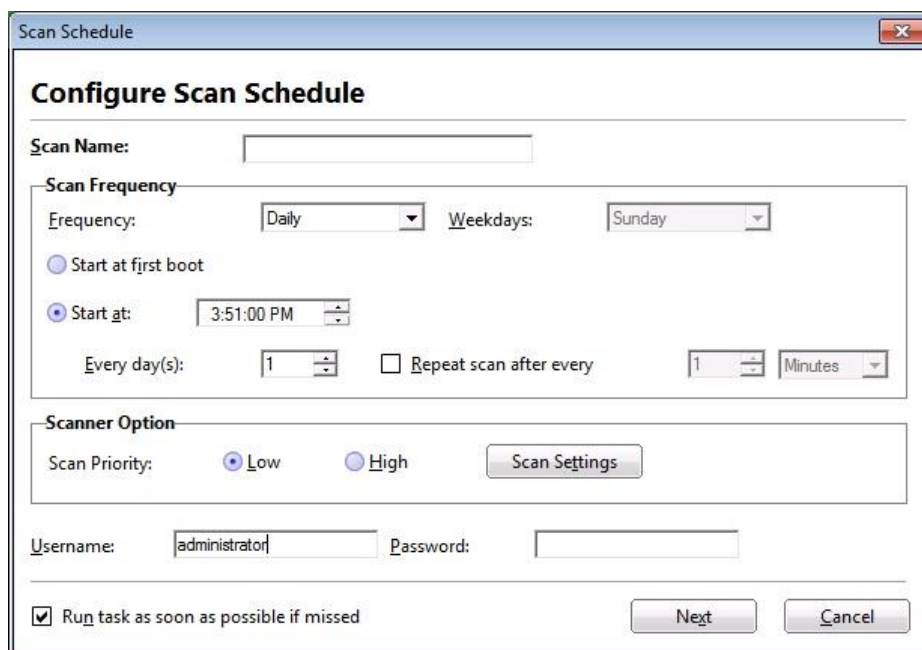 Scan Schedule
Configure Scan Schedule
Scan Name:
Scan Frequency
Frequency: Daily Weekdays: Sunday
Start at first boot
Start at: 3:51:00 PM
Every day(s): 1 Repeat scan after every 1 Minutes
Scanner Option
Scan Priority: Low High Scan Settings
Username: administrator Password:
Run task as soon as possible if missed Next Cancel